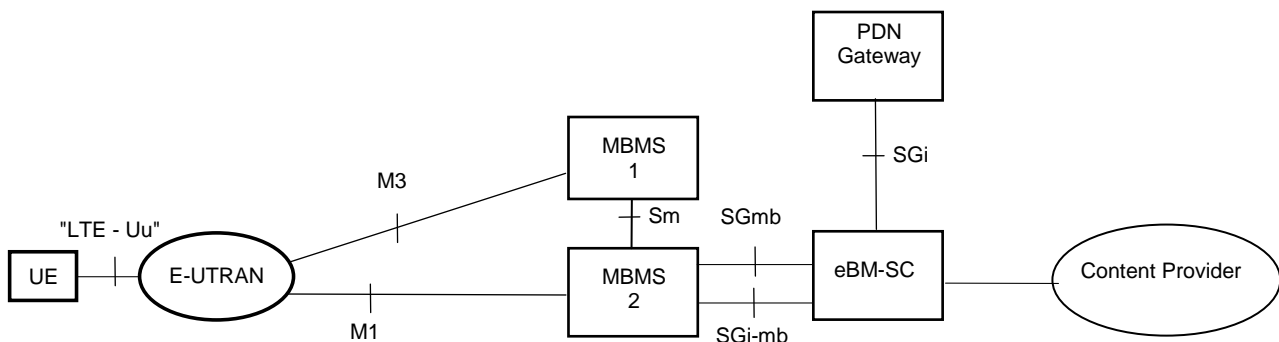 PDN
Gateway
SGi
MBMS
1
M3
Sm
SGmb
"LTE - Uu"
UE
E-UTRAN
MBMS
2
eBM-SC
Content Provider
M1
SGi-mb